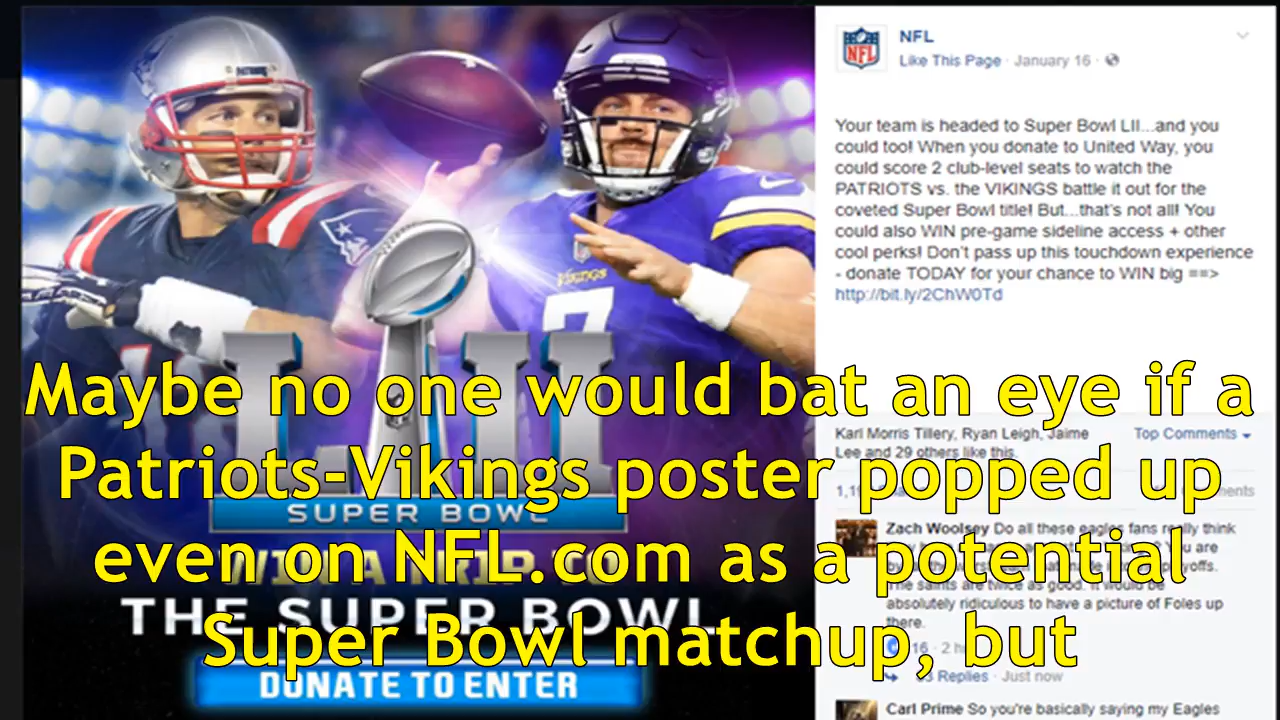 NFL
Like This Page · January 16 ·
Your team is headed to Super Bowl LII...and you
could too! When you donate to United Way, you
could score 2 club-level seats to watch the
PATRIOTS vs. the VIKINGS battle it out for the
coveted Super Bowl title! But...that's not all! You
could also WIN pre-game sideline access + other
cool perks! Don't pass up this touchdown experience
- donate TODAY for your chance to WIN big ==>
http://bit.ly/2ChW0Td
PATRIOTS
NFL
VIKINGS
7
LII
SUPER BOWL
WIN A TRIP TO
THE SUPER BOWL
DONATE TO ENTER
Maybe no one would bat an eye if a
Patriots-Vikings poster popped up
even on NFL.com as a potential
Super Bowl matchup, but
Karl Morris Tillery, Ryan Leigh, Jaime
Lee and 29 others like this.
Top Comments
Zach Woolsey Do all these eagles fans really think
The saints are twice as good. It would be
absolutely ridiculous to have a picture of Foles up
there.
16 · 2
Replies · Just now
Carl Prime So you're basically saying my Eagles